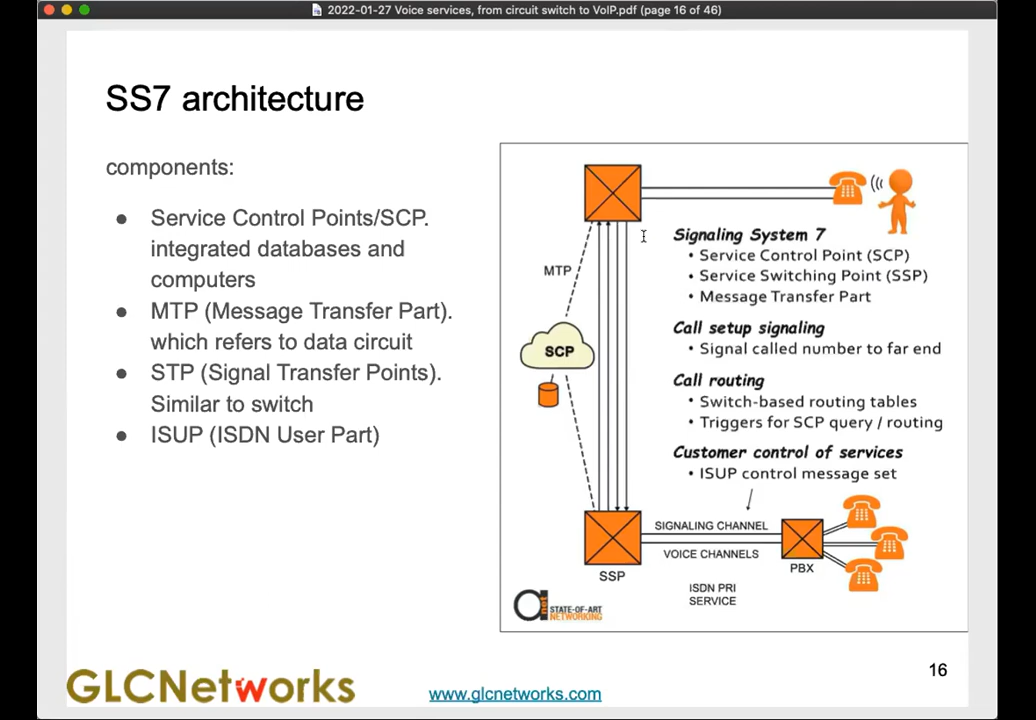 2022-01-27 Voice services, from circuit switch to VoIP.pdf (page 16 of 46)
SS7 architecture
components:
● Service Control Points/SCP.
integrated databases and
computers
● MTP (Message Transfer Part).
which refers to data circuit
● STP (Signal Transfer Points).
Similar to switch
● ISUP (ISDN User Part)
MTP
SCP
Signaling System 7
• Service Control Point (SCP)
• Service Switching Point (SSP)
• Message Transfer Part
Call setup signaling
• Signal called number to far end
Call routing
• Switch-based routing tables
• Triggers for SCP query / routing
Customer control of services
• ISUP control message set
SIGNALING CHANNEL
VOICE CHANNELS
SSP
PBX
ISDN PRI
SERVICE
anet
STATE-OF-ART
NETWORKING
GLCNetworks
www.glcnetworks.com
16